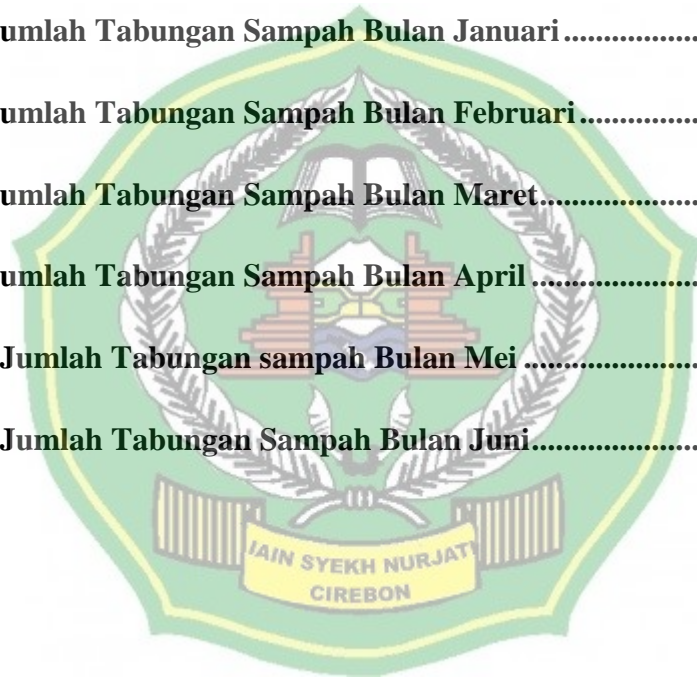 umlah Tabungan Sampah Bulan Januari..................
umlah Tabungan Sampah Bulan Februari................
umlah Tabungan Sampah Bulan Maret.....................
umlah Tabungan Sampah Bulan April......................
Jumlah Tabungan sampah Bulan Mei.......................
Jumlah Tabungan Sampah Bulan Juni......................
IAIN SYEKH NURJATI
CIREBON